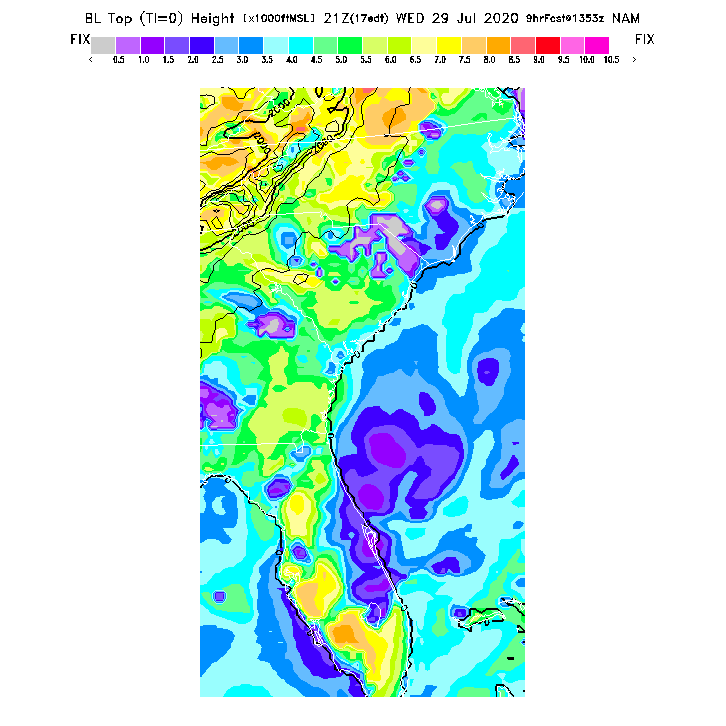 BL Top (TI=0) Height [x1000ftMSL] 21Z(17edt) WED 29 Jul 2020 9hrFcst@1353z NAM
FIX FIX
< 0.5 1.0 1.5 2.0 2.5 3.0 3.5 4.0 4.5 5.0 5.5 6.0 6.5 7.0 7.5 8.0 8.5 9.0 9.5 10.0 10.5 >
2000
2000
2000